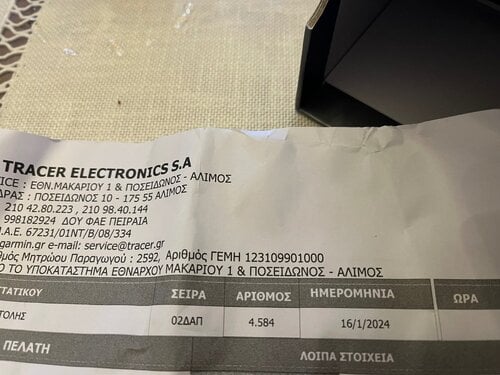 TRACER ELECTRONICS S.A
ICE : ΕΘΝ.ΜΑΚΑΡΙΟΥ 1 & ΠΟΣΕΙΔΩΝΟΣ - ΑΛΙΜΟΣ
ΔΡΑΣ : ΠΟΣΕΙΔΩΝΟΣ 10 - 175 55 ΑΛΙΜΟΣ
210 42.80.223 , 210 98.40.144
998182924 ΔΟΥ ΦΑΕ ΠΕΙΡΑΙΑ
Μ.Α.Ε. 67231/01ΝΤ/Β/08/334
garmin.gr e-mail: service@tracer.gr
θμός Μητρώου Παραγωγού : 2592, Αριθμός ΓΕΜΗ 123109901000
Ο ΤΟ ΥΠΟΚΑΤΑΣΤΗΜΑ ΕΘΝΑΡΧΟΥ ΜΑΚΑΡΙΟΥ 1 & ΠΟΣΕΙΔΩΝΟΣ - ΑΛΙΜΟΣ
ΤΑΤΙΚΟΥ ΣΕΙΡΑ ΑΡΙΘΜΟΣ ΗΜΕΡΟΜΗΝΙΑ ΩΡΑ
ΤΟΛΗΣ 02ΔΑΠ 4.584 16/1/2024
ΠΕΛΑΤΗ ΛΟΙΠΑ ΣΤΟΙΧΕΙΑ